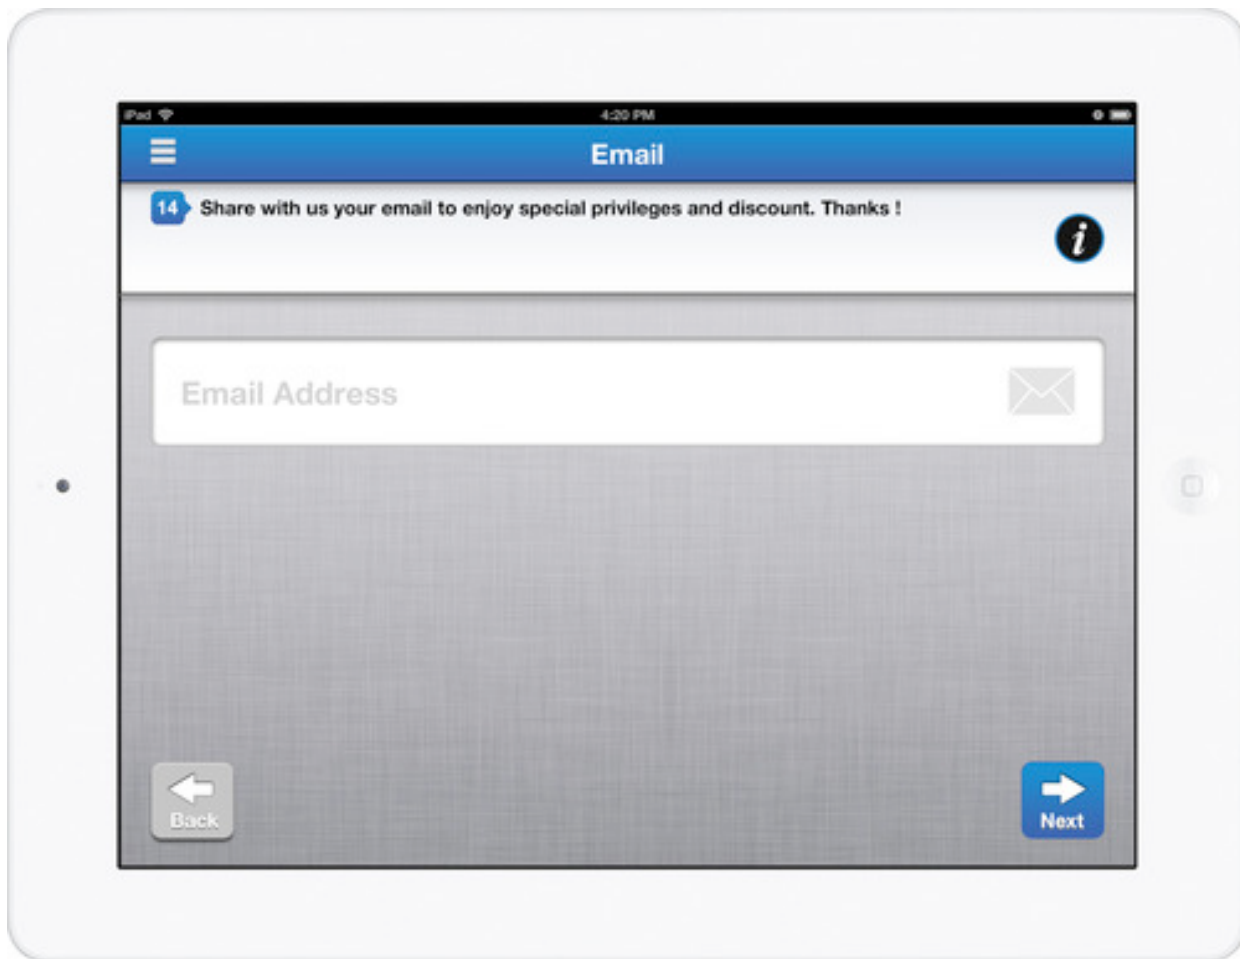 iPad 4:20 PM
Email
14 Share with us your email to enjoy special privileges and discount. Thanks !
i
Email Address
Back
Next